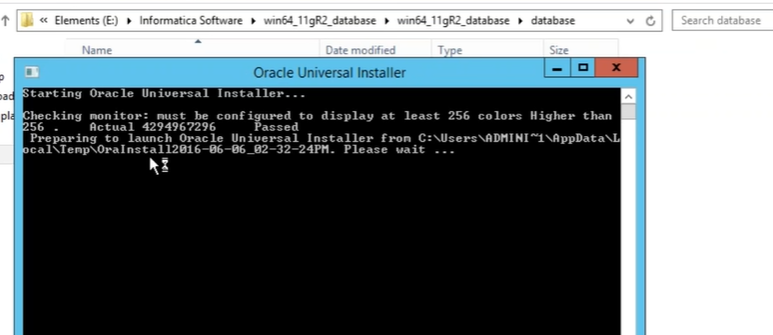 « Elements (E:) › Informatica Software › win64_11gR2_database › win64_11gR2_database › database
Search database
Name Date modified Type Size
Oracle Universal Installer
Starting Oracle Universal Installer...
Checking monitor: must be configured to display at least 256 colors Higher than
256 .    Actual 4294967296     Passed
Preparing to launch Oracle Universal Installer from C:\Users\ADMINI~1\AppData\L
ocal\Temp\OraInstall2016-06-06_02-32-24PM. Please wait ...